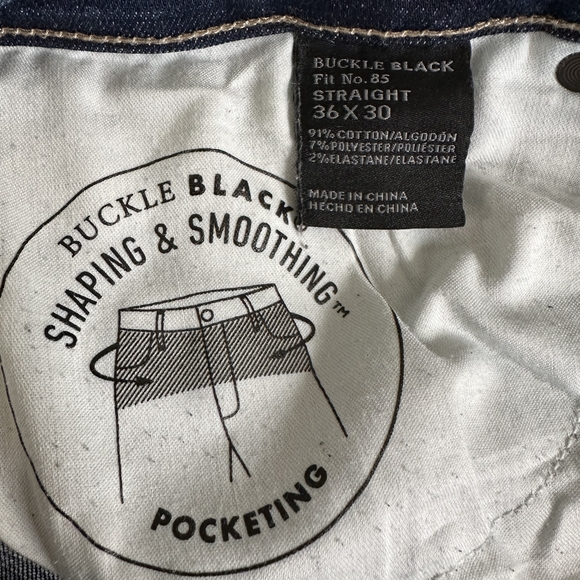 BUCKLE BLACK
Fit No. 85
STRAIGHT
36 X 30
91% COTTON/ALGODÓN
7% POLYESTER/POLIÉSTER
2% ELASTANE/ELASTANE
MADE IN CHINA
HECHO EN CHINA
BUCKLE BLACK
SHAPING & SMOOTHING™
POCKETING